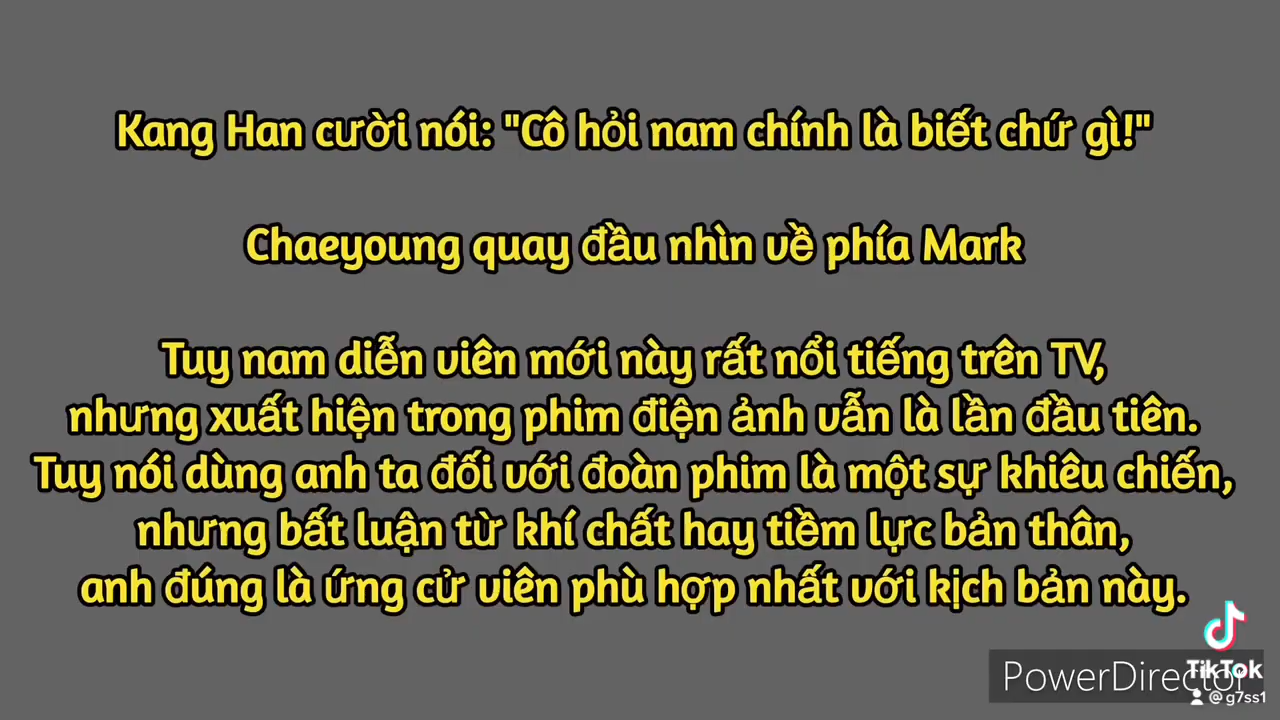 Kang Han cười nói: "Cô hỏi nam chính là biết chứ gì!"
Chaeyoung quay đầu nhìn về phía Mark
Tuy nam diễn viên mới này rất nổi tiếng trên TV,
nhưng xuất hiện trong phim điện ảnh vẫn là lần đầu tiên.
Tuy nói dùng anh ta đối với đoàn phim là một sự khiêu chiến,
nhưng bất luận từ khí chất hay tiềm lực bản thân,
anh đúng là ứng cử viên phù hợp nhất với kịch bản này.
PowerDirector
TikTok
@g7ss1